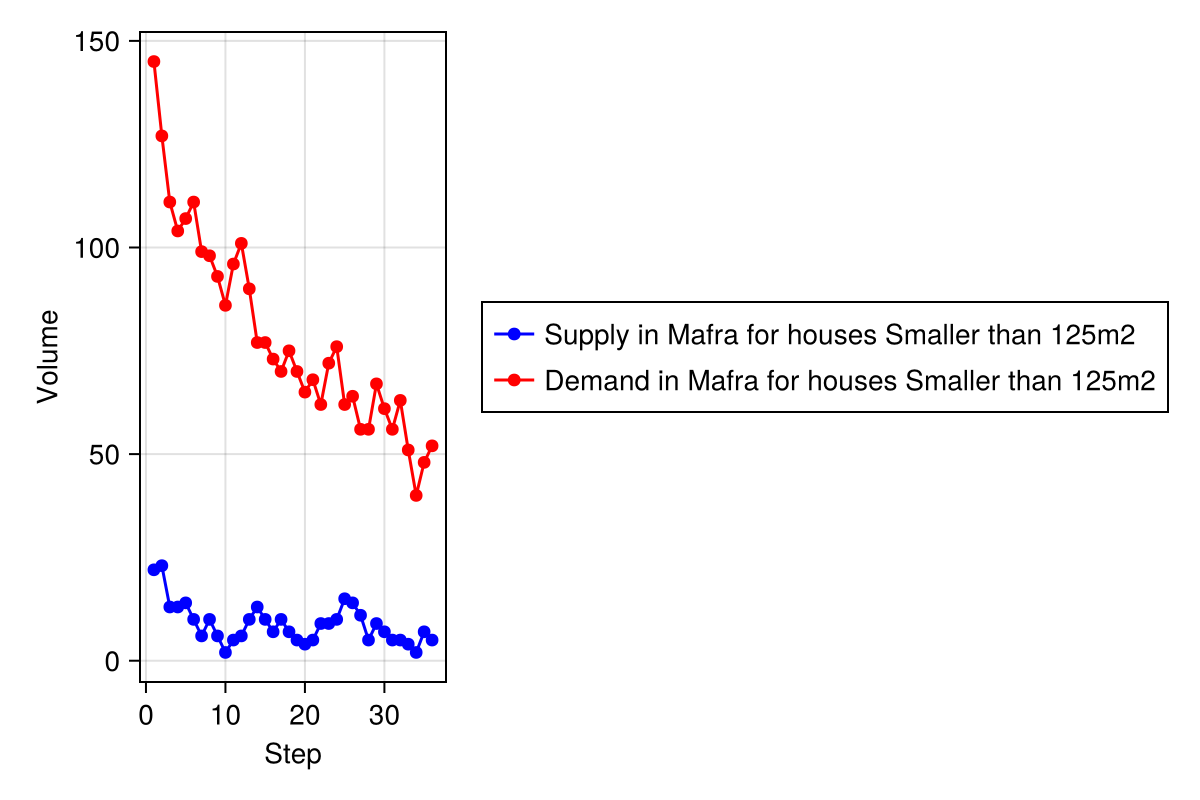 150
100
50
0
Volume
0 10 20 30
Step
Supply in Mafra for houses Smaller than 125m2
Demand in Mafra for houses Smaller than 125m2